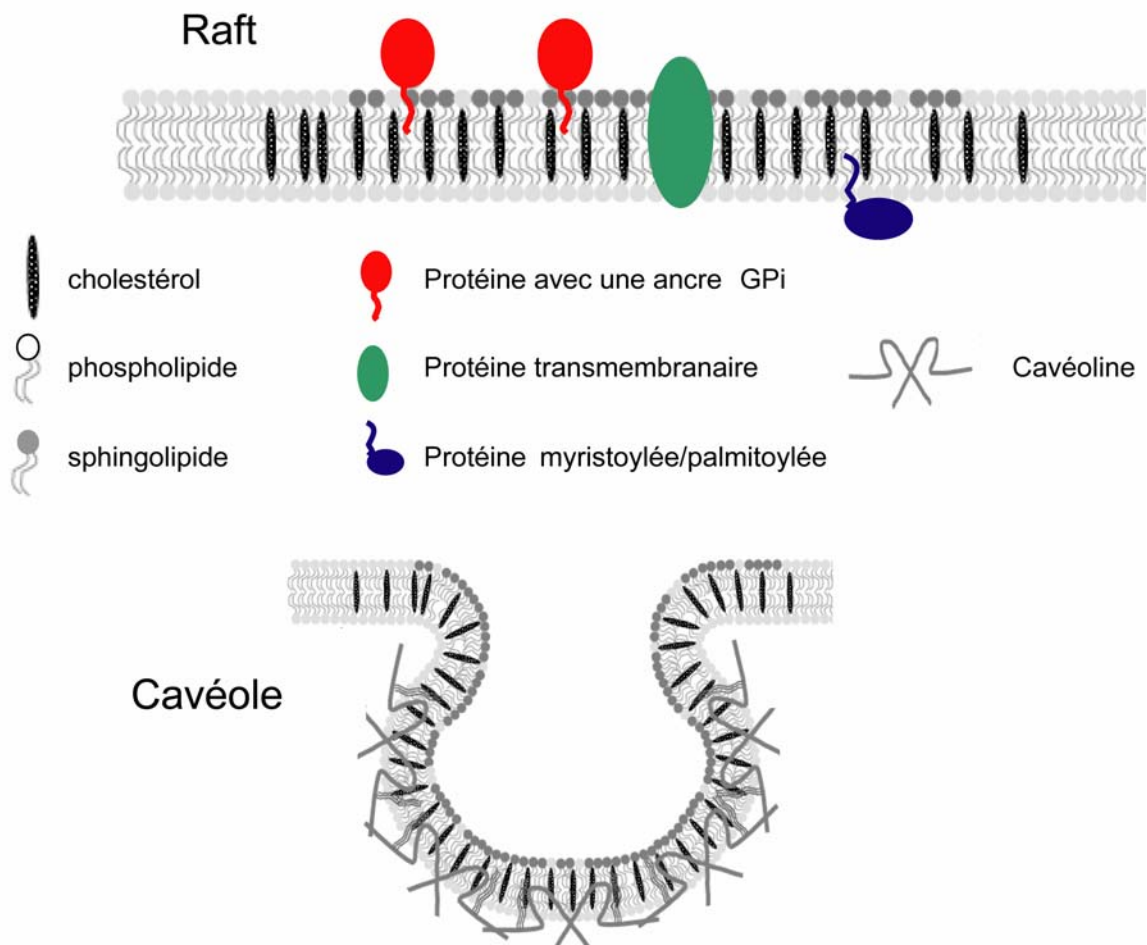 Raft
cholestérol
Protéine avec une ancre GPi
phospholipide
Protéine transmembranaire
Cavéoline
sphingolipide
Protéine myristoylée/palmitoylée
Cavéole